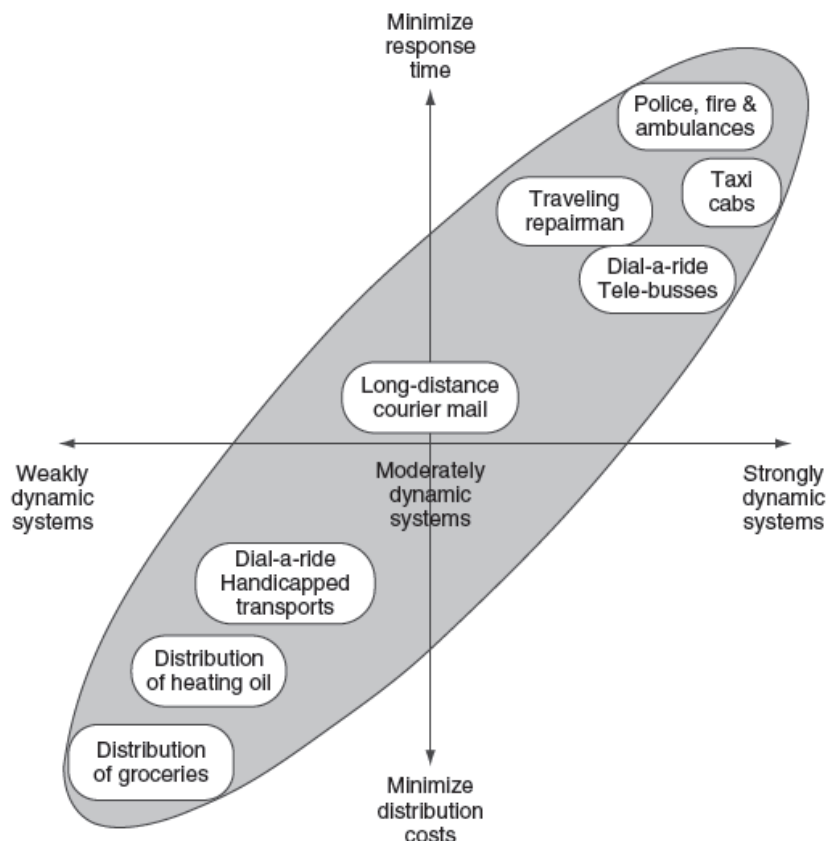 Minimize
response
time
Police, fire &
ambulances
Taxi
cabs
Traveling
repairman
Dial-a-ride
Tele-busses
Long-distance
courier mail
Weakly
dynamic
systems
Moderately
dynamic
systems
Strongly
dynamic
systems
Dial-a-ride
Handicapped
transports
Distribution
of heating oil
Distribution
of groceries
Minimize
distribution
costs